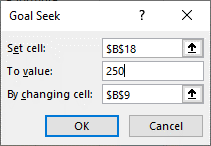 Goal Seek ? ×
Set cell: $B$18
To value: 250
By changing cell: $B$9
OK Cancel